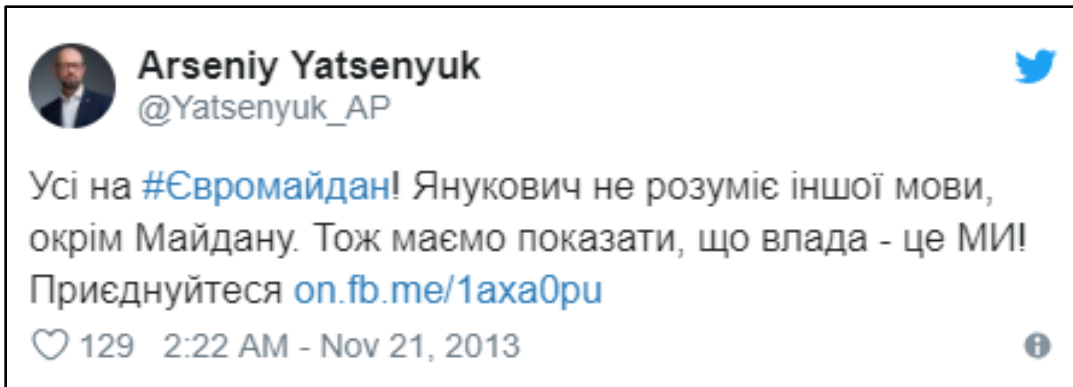 Arseniy Yatsenyuk
@Yatsenyuk_AP
Усі на #Євромайдан! Янукович не розуміє іншої мови,
окрім Майдану. Тож маємо показати, що влада - це МИ!
Приєднуйтеся on.fb.me/1axa0pu
129 2:22 AM - Nov 21, 2013